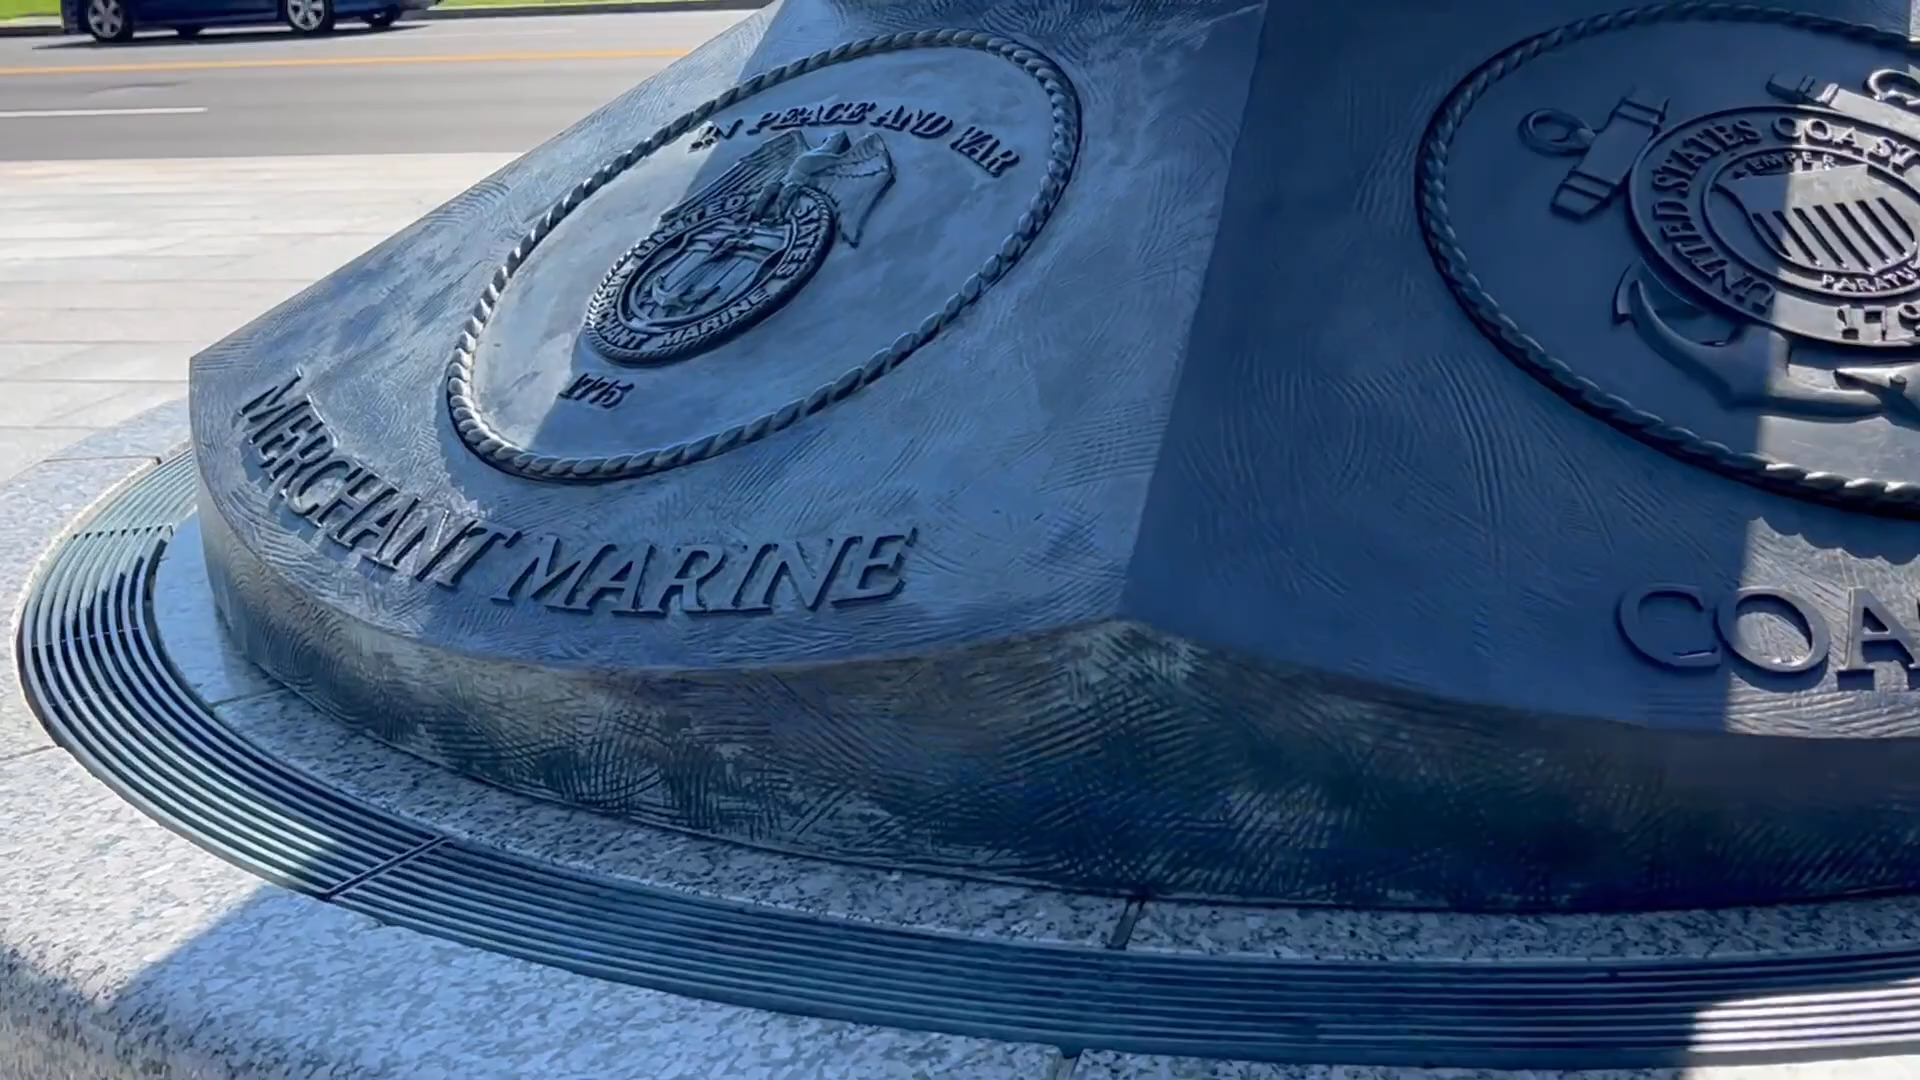 IN PEACE AND WAR
UNITED STATES
MERCHANT MARINE
1775
MERCHANT MARINE
UNITED STATES COAST
SEMPER
PARATUS
COA